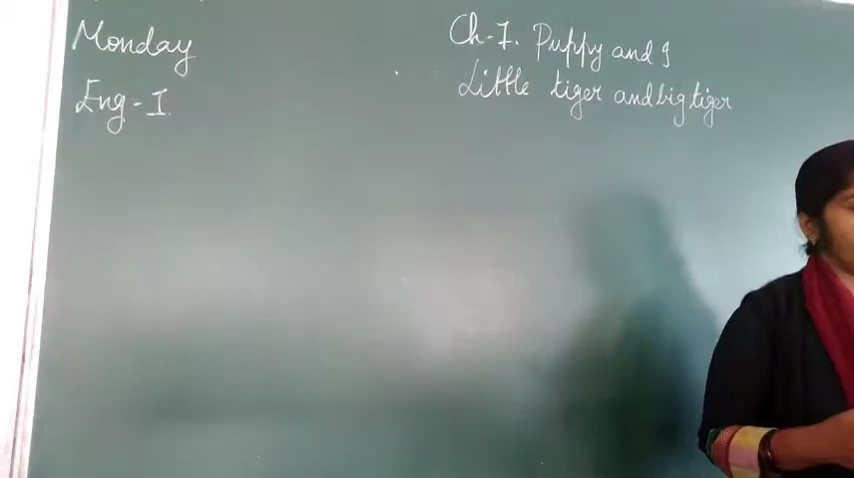 Monday
Eng-I.
Ch-7. Puppy and I
Little tiger and big tiger